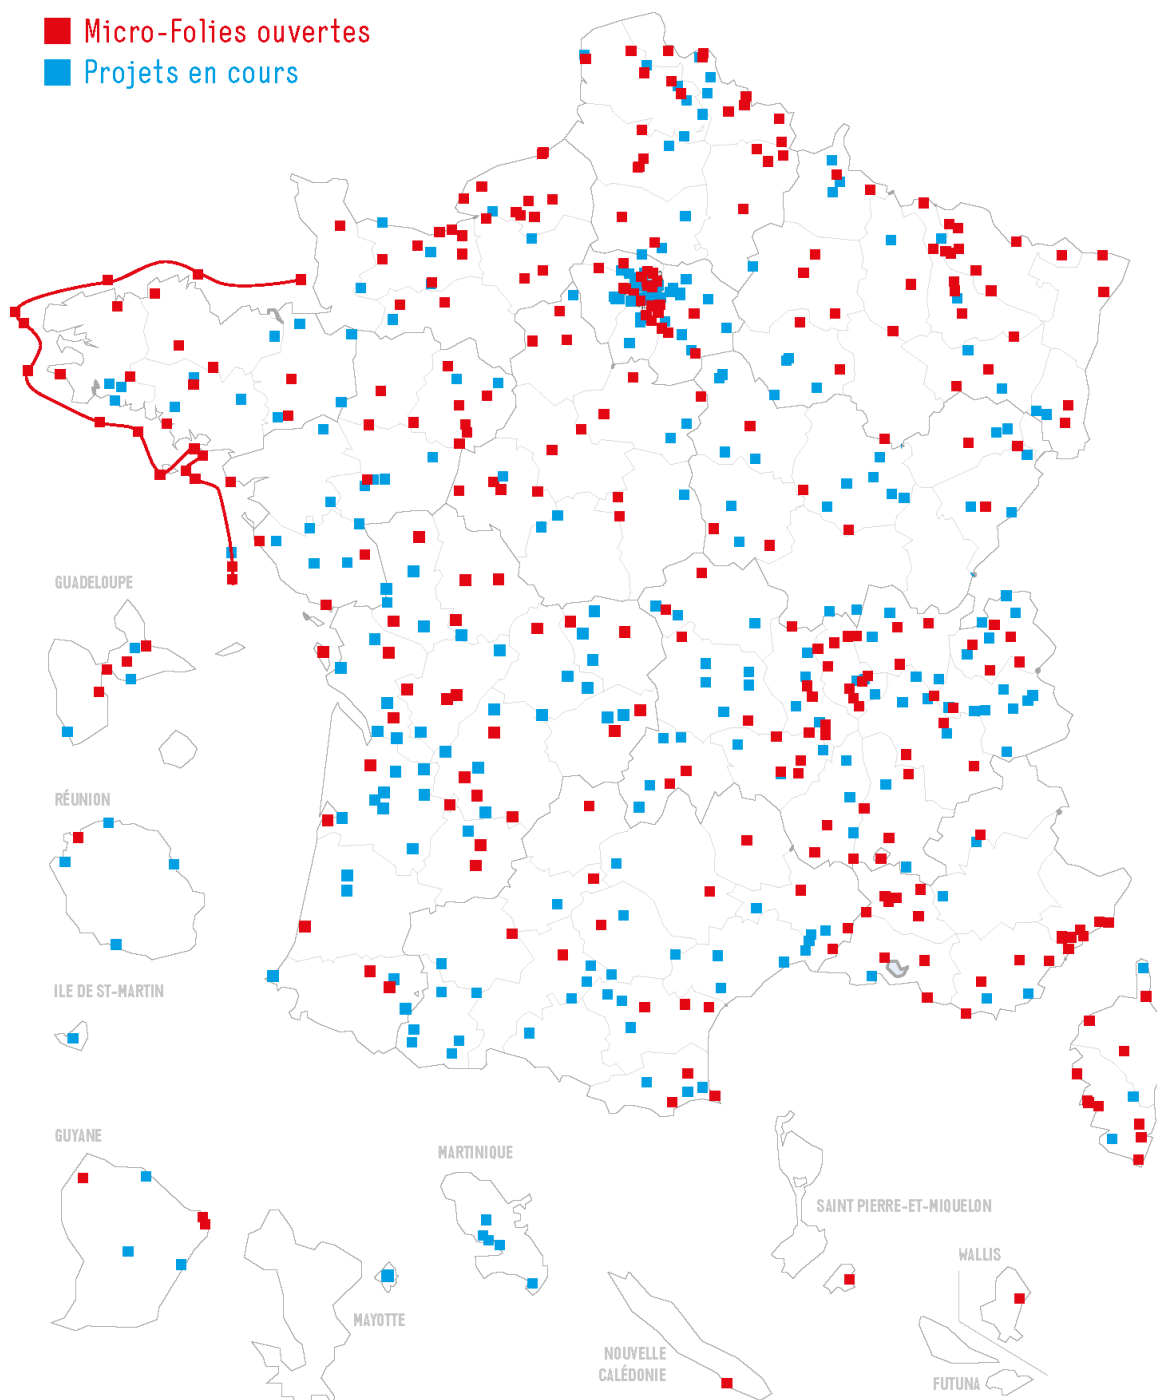 Micro-Folies ouvertes
Projets en cours
GUADELOUPE
RÉUNION
ILE DE ST-MARTIN
GUYANE
MARTINIQUE
SAINT PIERRE-ET-MIQUELON
WALLIS
MAYOTTE
NOUVELLE
CALÉDONIE
FUTUNA